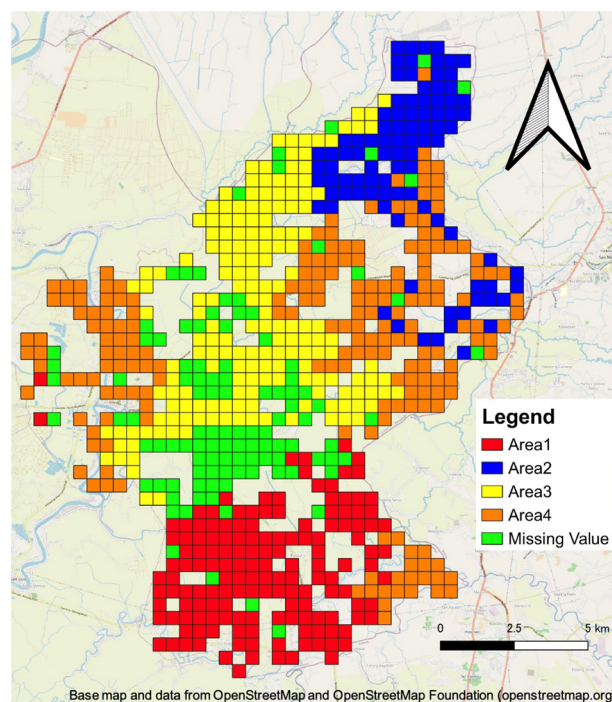 Legend
Area1
Area2
Area3
Area4
Missing Value
0 2.5 5 km
Base map and data from OpenStreetMap and OpenStreetMap Foundation (openstreetmap.org